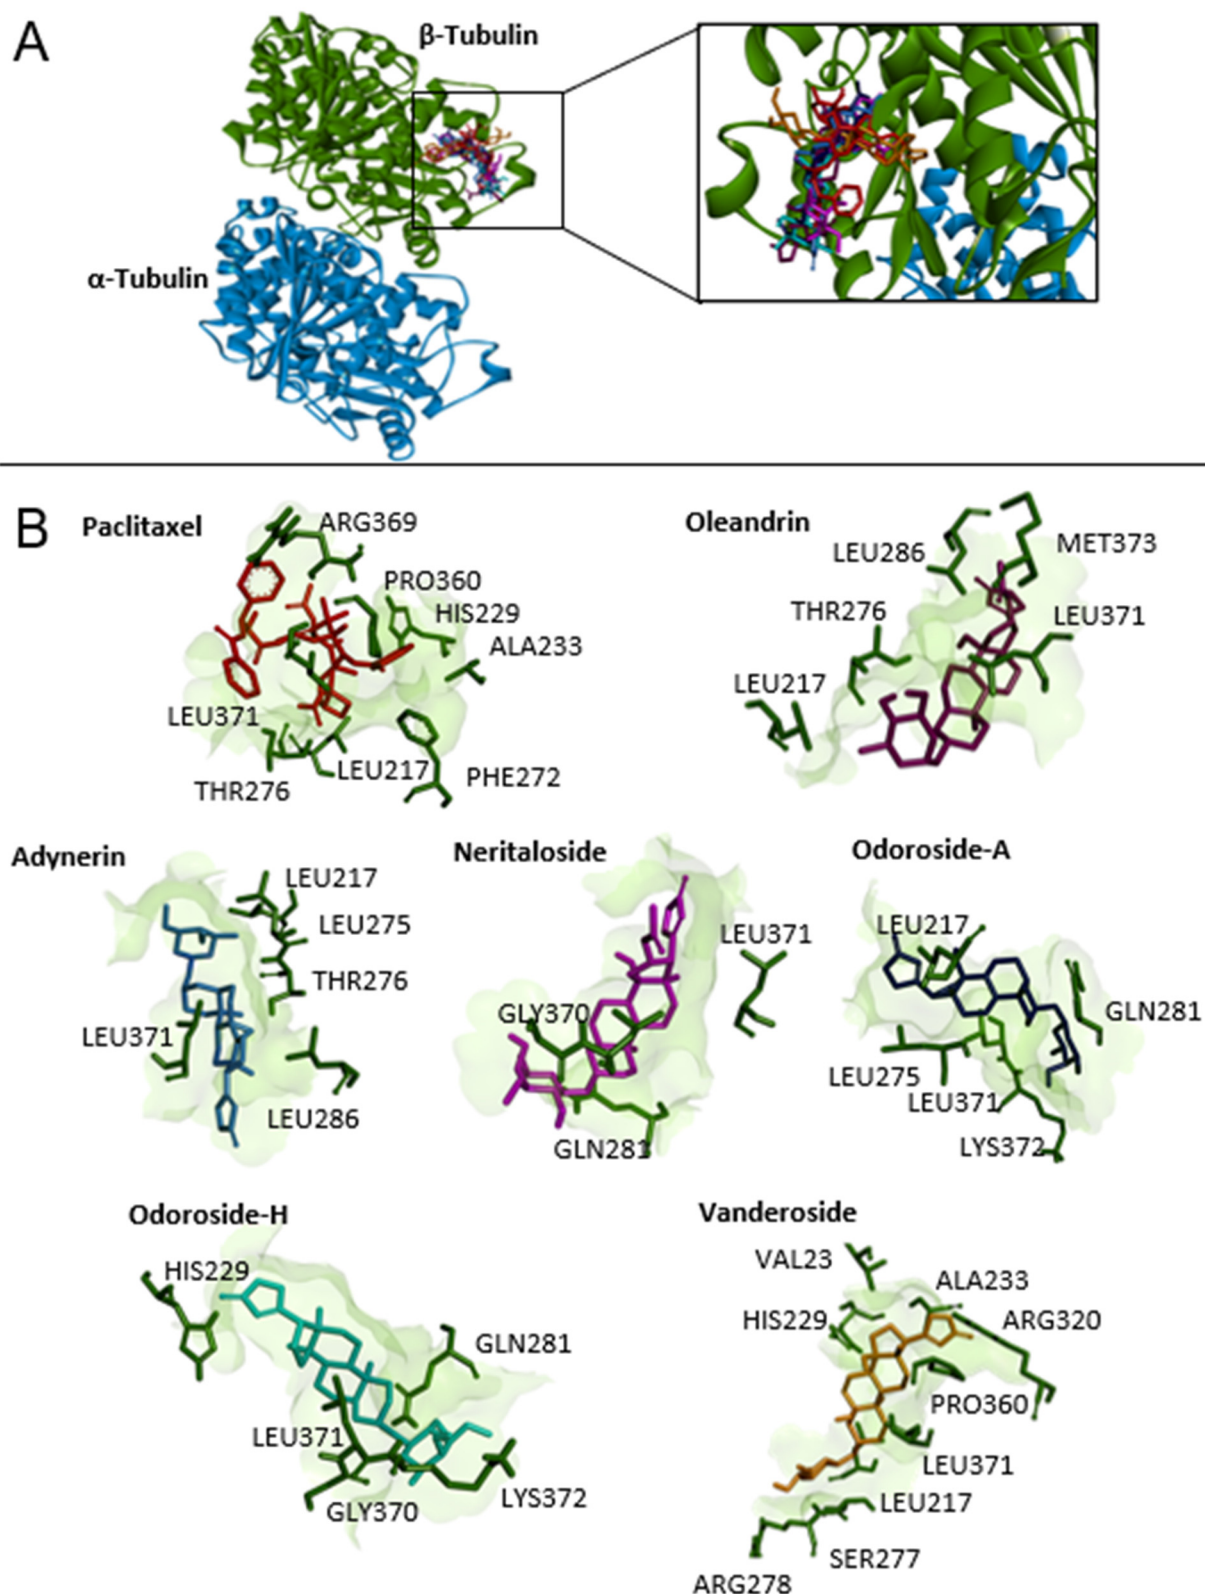 A
β-Tubulin
α-Tubulin
B
Paclitaxel
ARG369
PRO360
HIS229
ALA233
LEU371
THR276
LEU217
PHE272
Oleandrin
LEU286
MET373
THR276
LEU371
LEU217
Adynerin
LEU217
LEU275
THR276
LEU371
LEU286
Neritaloside
LEU371
GLY370
GLN281
Odoroside-A
LEU217
GLN281
LEU275
LEU371
LYS372
Odoroside-H
HIS229
GLN281
LEU371
GLY370
LYS372
Vanderoside
VAL23
ALA233
HIS229
ARG320
PRO360
LEU371
LEU217
SER277
ARG278